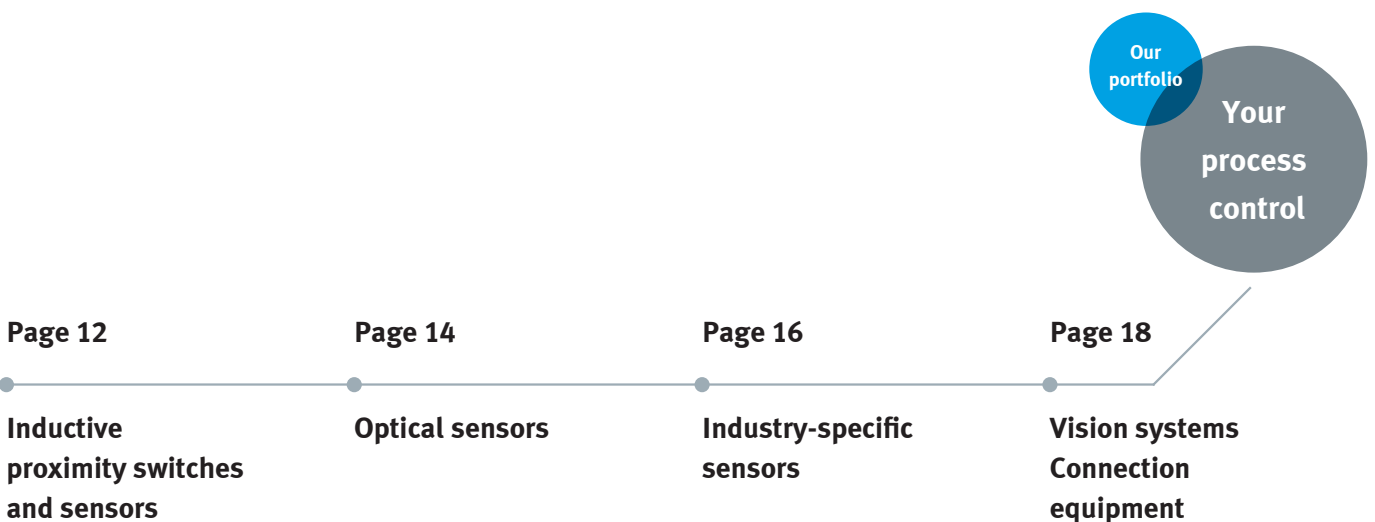 Our
portfolio
Your
process
control
Page 12
Page 14
Page 16
Page 18
Inductive
proximity switches
and sensors
Optical sensors
Industry-specific
sensors
Vision systems
Connection
equipment